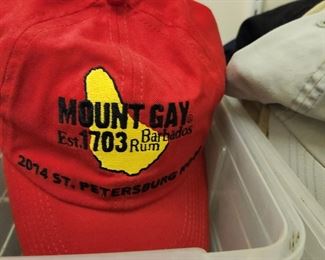 MOUNT GAY®
Est. 1703 Barbados
Rum
2014 ST. PETERSBURG